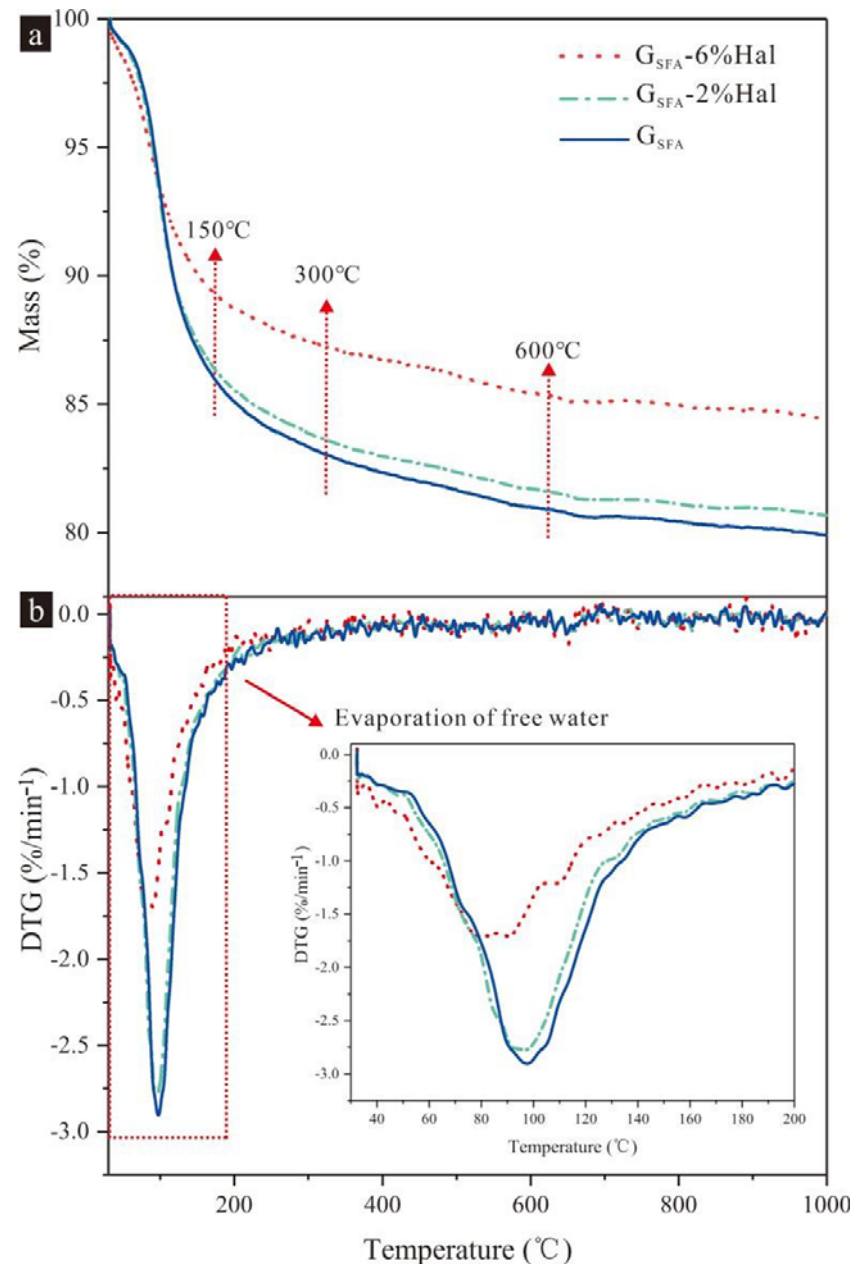 a
100
95
90
85
80
Mass (%)
G_SFA-6%Hal
G_SFA-2%Hal
G_SFA
150℃
300℃
600℃
b
0.0
-0.5
-1.0
-1.5
-2.0
-2.5
-3.0
DTG (%/min⁻¹)
Evaporation of free water
0.0
-0.5
-1.0
-1.5
-2.0
-2.5
-3.0
DTG (%/min⁻¹)
40 60 80 100 120 140 160 180 200
Temperature (℃)
200 400 600 800 1000
Temperature (℃)